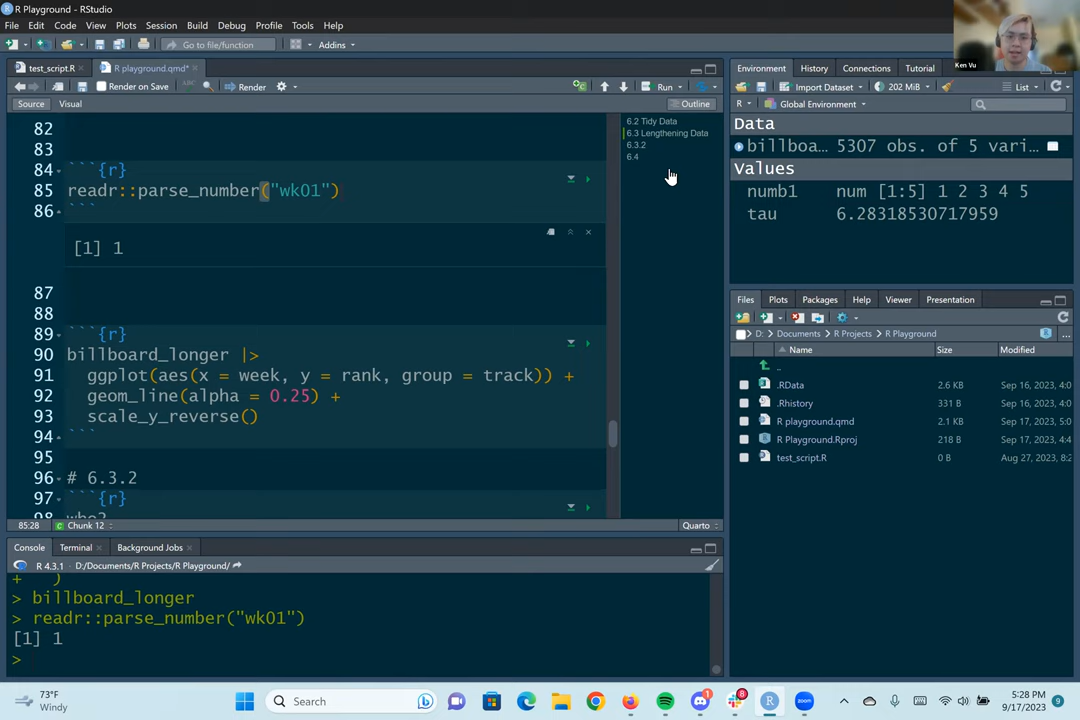 R Playground - RStudio
File Edit Code View Plots Session Build Debug Profile Tools Help
Go to file/function Addins
Ken Vu
test_script.R R playground.qmd*
Render on Save Render Run
Source Visual Outline
82
83
84 ```{r}
85 readr::parse_number("wk01")
86 ```
[1] 1
87
88
89 ```{r}
90 billboard_longer |>
91 ggplot(aes(x = week, y = rank, group = track)) +
92 geom_line(alpha = 0.25) +
93 scale_y_reverse()
94 ```
95
96 # 6.3.2
97 ```{r}
98 who2
85:28 Chunk 12 Quarto
6.2 Tidy Data
6.3 Lengthening Data
6.3.2
6.4
Console Terminal Background Jobs
R 4.3.1 · D:/Documents/R Projects/R Playground/
+ )
> billboard_longer
> readr::parse_number("wk01")
[1] 1
>
Environment History Connections Tutorial
Import Dataset 202 MiB List
R Global Environment
Data
billboa… 5307 obs. of 5 vari…
Values
numb1 num [1:5] 1 2 3 4 5
tau 6.28318530717959
Files Plots Packages Help Viewer Presentation
D: Documents R Projects R Playground
Name Size Modified
..
.RData 2.6 KB Sep 16, 2023, 4:0
.Rhistory 331 B Sep 16, 2023, 4:0
R playground.qmd 2.1 KB Sep 17, 2023, 5:0
R Playground.Rproj 218 B Sep 17, 2023, 4:4
test_script.R 0 B Aug 27, 2023, 8:2
73°F
Windy
Search
1
8
5:28 PM
9/17/2023
9